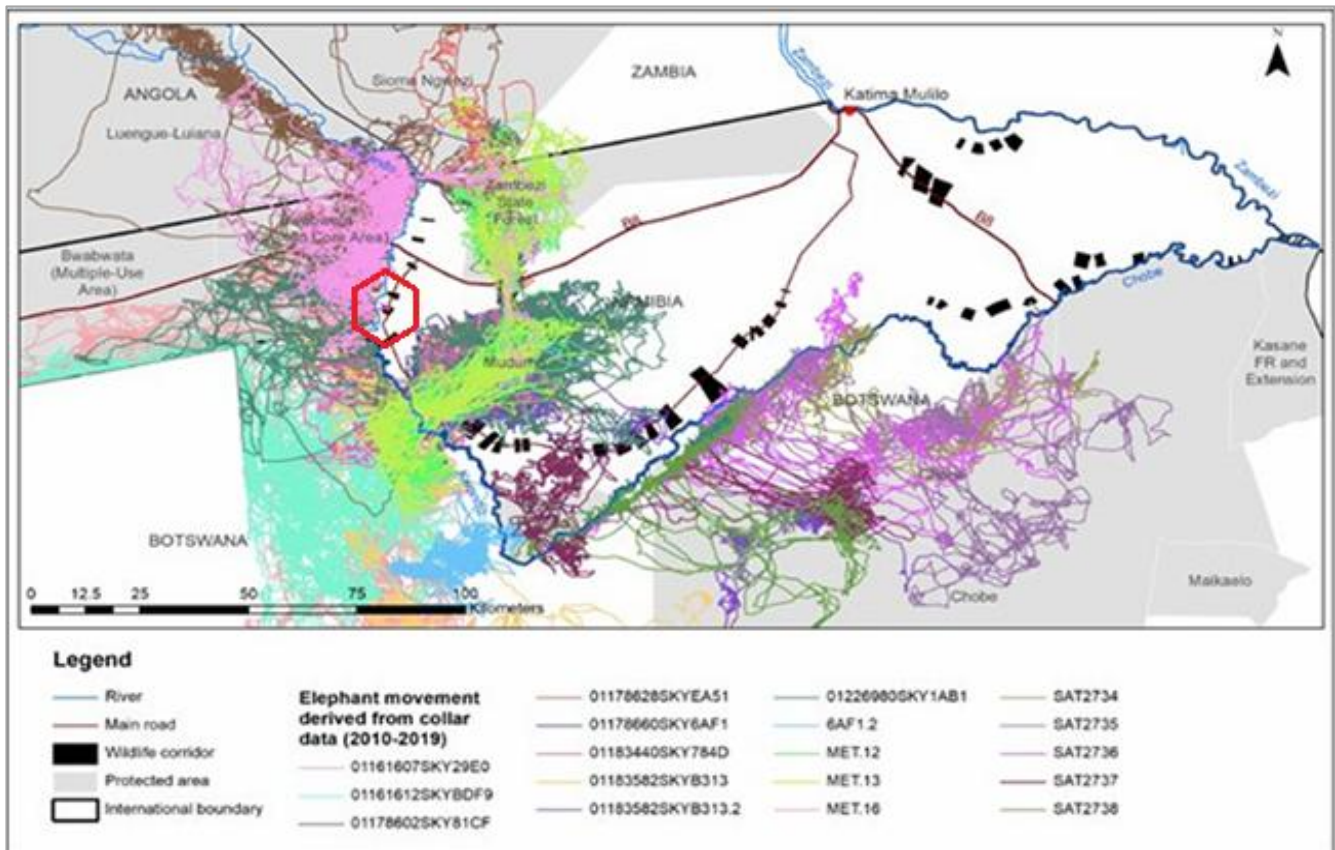 N
ZAMBIA
Sioma Ngwezi
ANGOLA
Luengue-Luiana
Zambezi
Katima Mulilo
Zambezi
State
Forest
Zambezi
Core Area)
Bwabwata
(Multiple-Use
Area)
B8
B8
Chobe
NAMIBIA
Mudumu
BOTSWANA
Kasane
FR and
Extension
BOTSWANA
Maikaelo
Chobe
0 12.5 25 50 75 100
Kilometers
Legend
River
Main road
Wildlife corridor
Protected area
International boundary
Elephant movement
derived from collar
data (2010-2019)
01161607SKY29E0
01161612SKYBDF9
01178602SKY81CF
01178628SKYEA51
01178660SKY6AF1
01183440SKY784D
01183582SKYB313
01183582SKYB313.2
01226980SKY1AB1
6AF1.2
MET.12
MET.13
MET.16
SAT2734
SAT2735
SAT2736
SAT2737
SAT2738